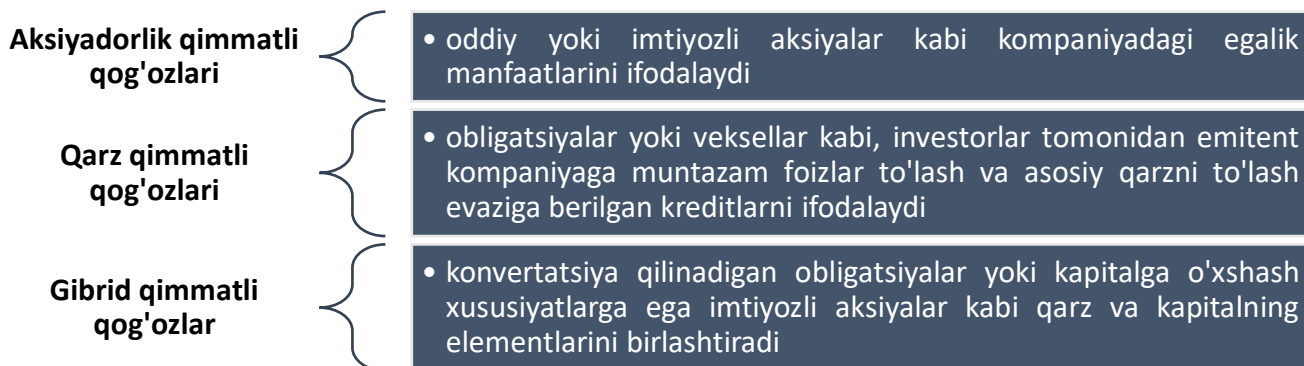 Aksiyadorlik qimmatli
qog'ozlari
• oddiy yoki imtiyozli aksiyalar kabi kompaniyadagi egalik
manfaatlarini ifodalaydi
Qarz qimmatli
qog'ozlari
• obligatsiyalar yoki veksellar kabi, investorlar tomonidan emitent
kompaniyaga muntazam foizlar to'lash va asosiy qarzni to'lash
evaziga berilgan kreditlarni ifodalaydi
Gibrid qimmatli
qog'ozlar
• konvertatsiya qilinadigan obligatsiyalar yoki kapitalga o'xshash
xususiyatlarga ega imtiyozli aksiyalar kabi qarz va kapitalning
elementlarini birlashtiradi